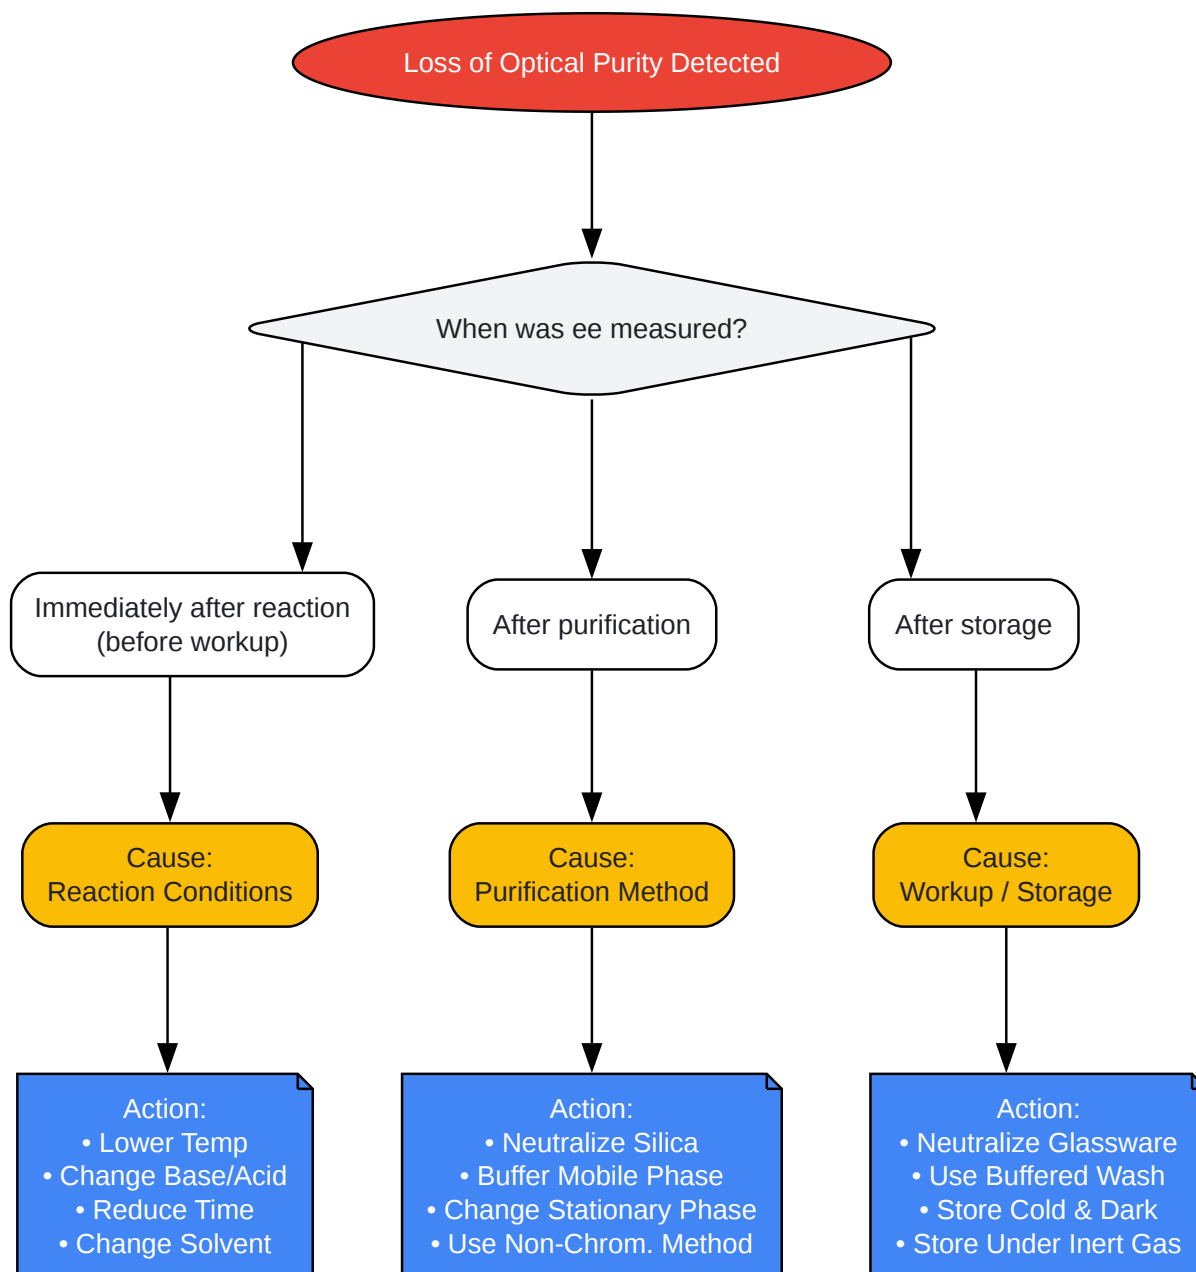 Loss of Optical Purity Detected
When was ee measured?
Immediately after reaction
(before workup)
After purification
After storage
Cause:
Reaction Conditions
Cause:
Purification Method
Cause:
Workup / Storage
Action:
• Lower Temp
• Change Base/Acid
• Reduce Time
• Change Solvent
Action:
• Neutralize Silica
• Buffer Mobile Phase
• Change Stationary Phase
• Use Non-Chrom. Method
Action:
• Neutralize Glassware
• Use Buffered Wash
• Store Cold & Dark
• Store Under Inert Gas